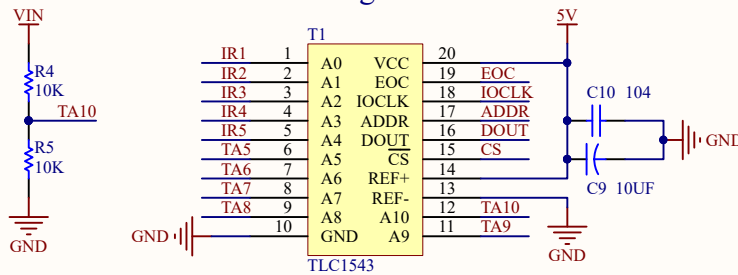 VIN
R4
10K
TA10
R5
10K
GND
T1
IR1 1 A0 VCC 20
IR2 2 A1 EOC 19 EOC
IR3 3 A2 IOCLK 18 IOCLK
IR4 4 A3 ADDR 17 ADDR
IR5 5 A4 DOUT 16 DOUT
TA5 6 A5 CS 15 CS
TA6 7 A6 REF+ 14
TA7 8 A7 REF- 13
TA8 9 A8 A10 12 TA10
GND 10 GND A9 11 TA9
TLC1543
5V
C10 104
GND
C9 10UF
GND